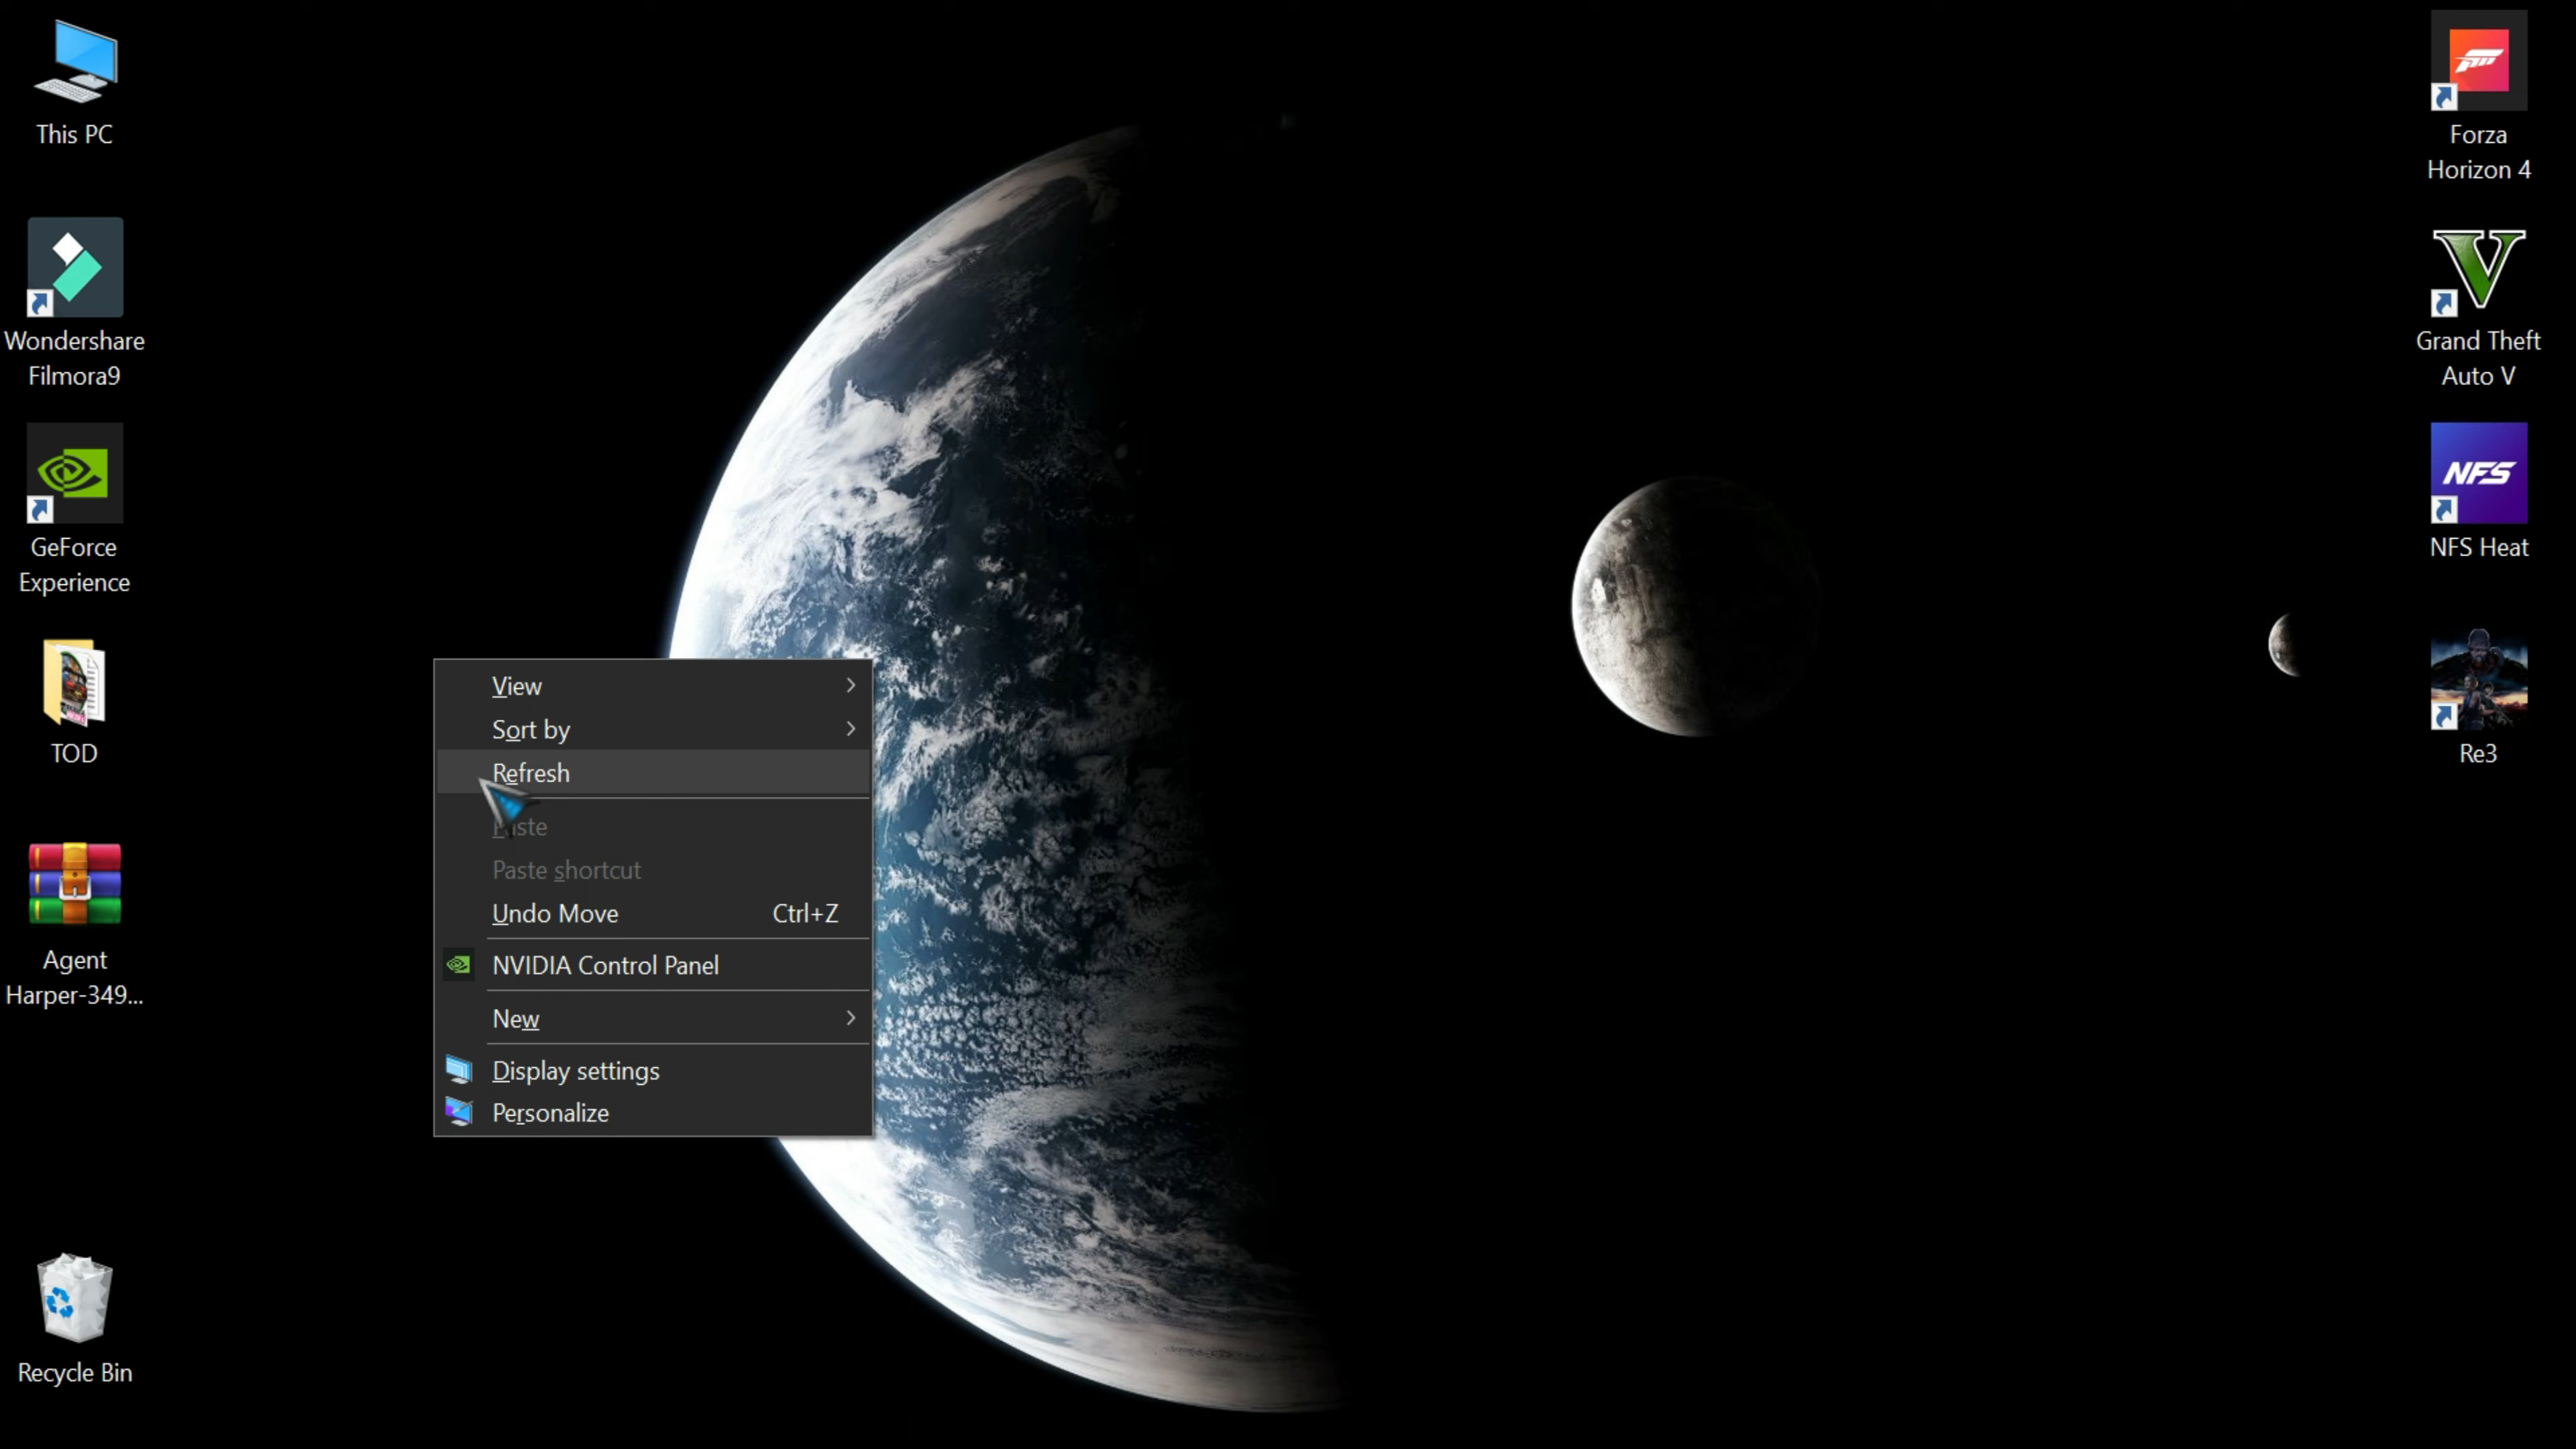 This PC
Wondershare
Filmora9
GeForce
Experience
TOD
Agent
Harper-349...
Recycle Bin
View
Sort by
Refresh
Paste
Paste shortcut
Undo Move Ctrl+Z
NVIDIA Control Panel
New
Display settings
Personalize
Forza
Horizon 4
V
Grand Theft
Auto V
NFS
NFS Heat
Re3